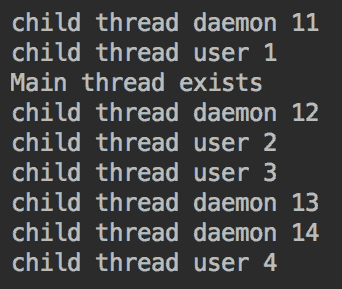 child thread daemon 11
child thread user 1
Main thread exists
child thread daemon 12
child thread user 2
child thread user 3
child thread daemon 13
child thread daemon 14
child thread user 4